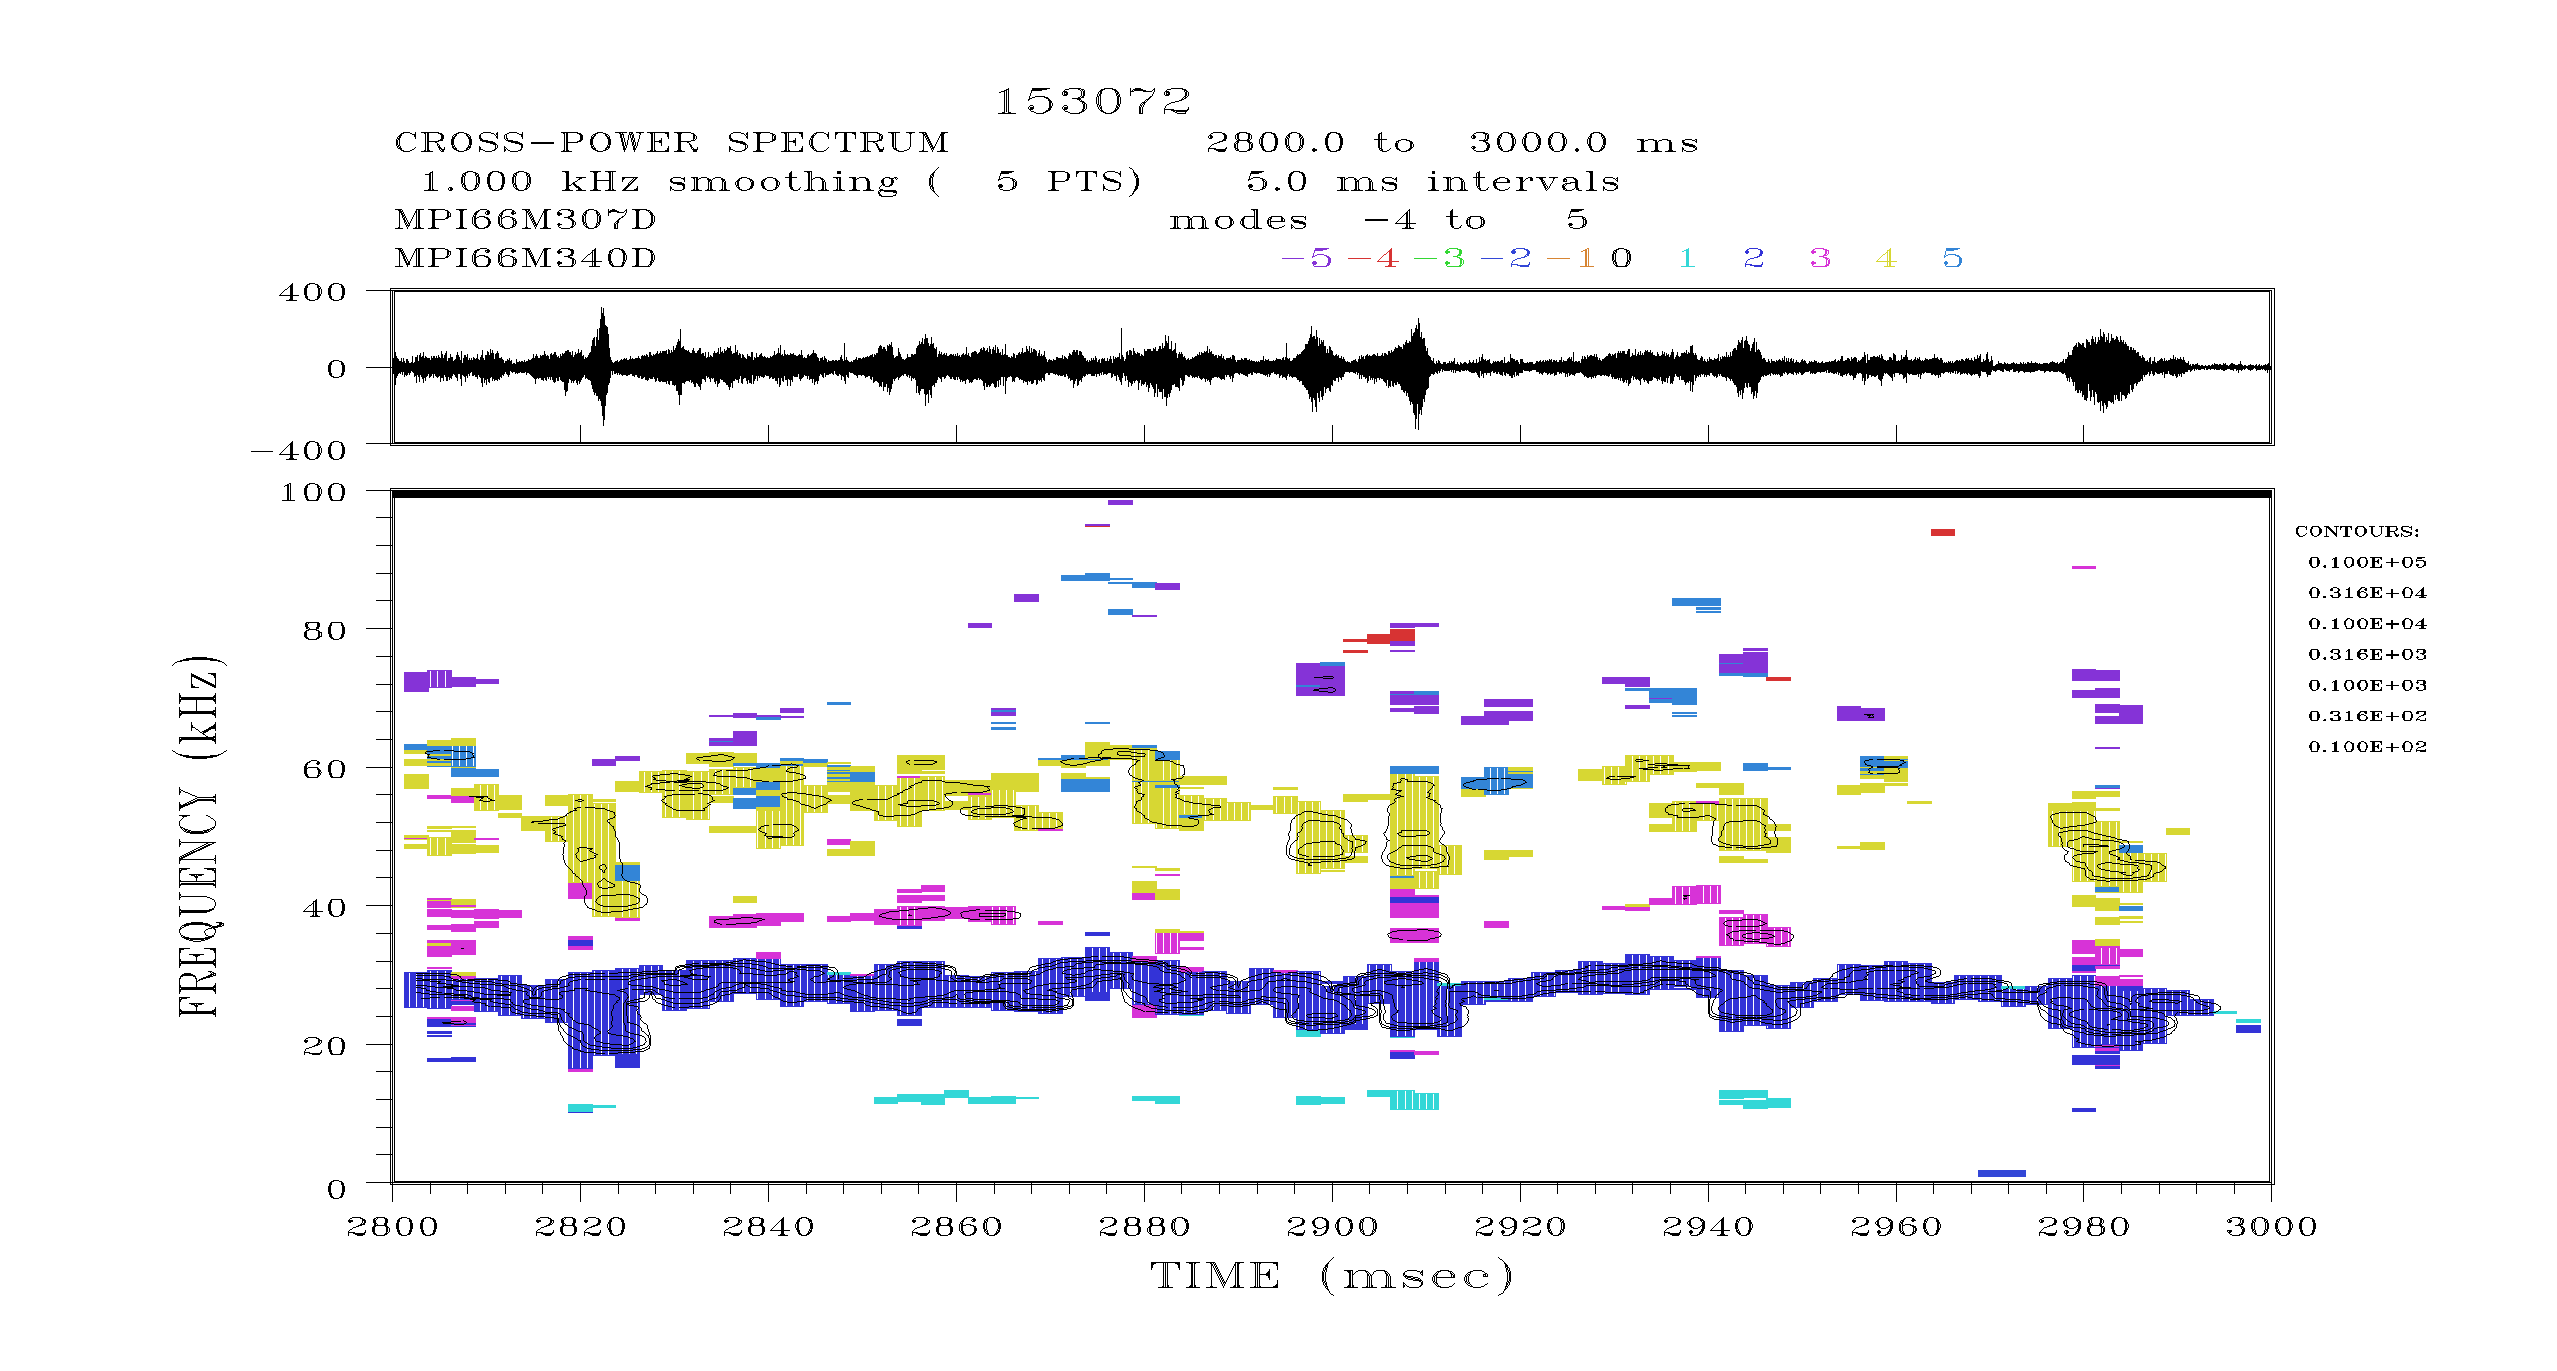 153072
CROSS-POWER SPECTRUM 2800.0 to 3000.0 ms
1.000 kHz smoothing ( 5 PTS) 5.0 ms intervals
MPI66M307D modes -4 to 5
MPI66M340D -5 -4 -3 -2 -1 0 1 2 3 4 5
400
0
-400
100
80
60
40
20
0
FREQUENCY (kHz)
CONTOURS:
0.100E+05
0.316E+04
0.100E+04
0.316E+03
0.100E+03
0.316E+02
0.100E+02
2800 2820 2840 2860 2880 2900 2920 2940 2960 2980 3000
TIME (msec)